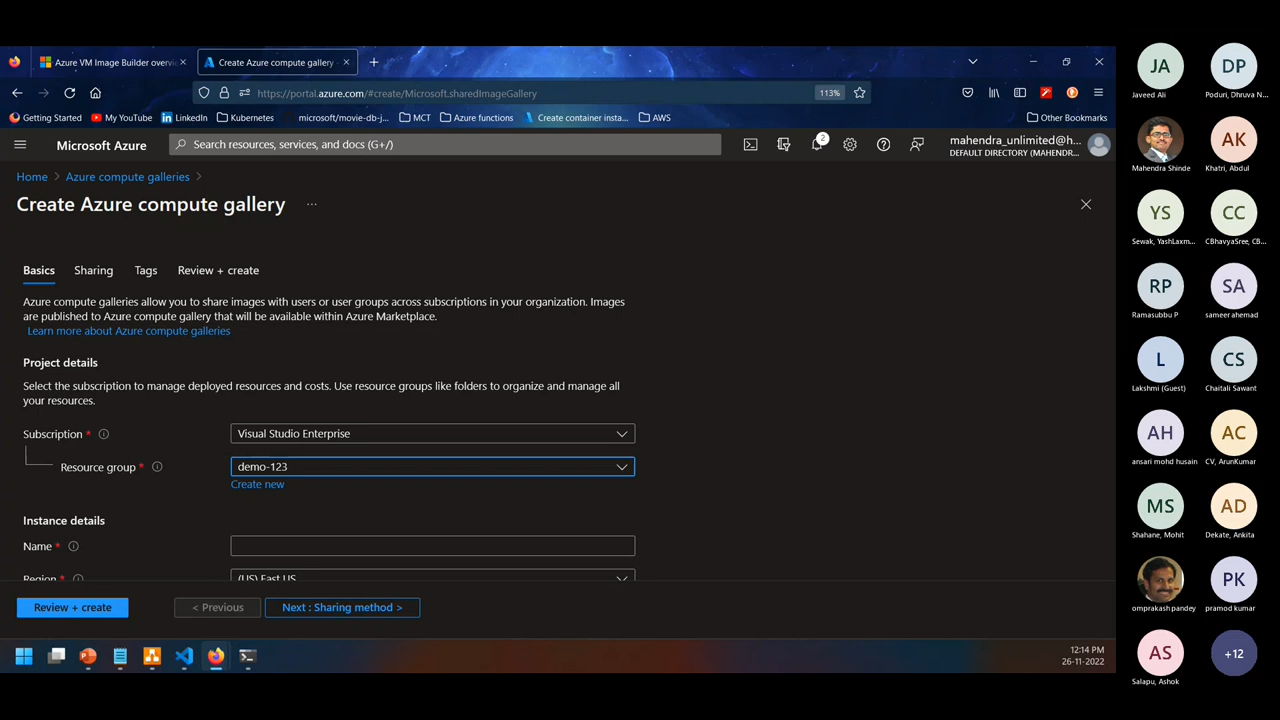 Azure VM Image Builder overvi
Create Azure compute gallery -
https://portal.azure.com/#create/Microsoft.sharedImageGallery
113%
Getting Started
My YouTube
LinkedIn
Kubernetes
microsoft/movie-db-j...
MCT
Azure functions
Create container insta...
AWS
Other Bookmarks
Microsoft Azure
Search resources, services, and docs (G+/)
2
mahendra_unlimited@h...
DEFAULT DIRECTORY (MAHENDR...
Home > Azure compute galleries >
Create Azure compute gallery ...
Basics
Sharing
Tags
Review + create
Azure compute galleries allow you to share images with users or user groups across subscriptions in your organization. Images
are published to Azure compute gallery that will be available within Azure Marketplace.
Learn more about Azure compute galleries
Project details
Select the subscription to manage deployed resources and costs. Use resource groups like folders to organize and manage all
your resources.
Subscription *
Visual Studio Enterprise
Resource group *
demo-123
Create new
Instance details
Name *
Region *
(US) East US
Review + create
< Previous
Next : Sharing method >
12:14 PM
26-11-2022
JA
Javeed Ali
DP
Poduri, Dhruva N...
Mahendra Shinde
AK
Khatri, Abdul
YS
Sewak, YashLaxm...
CC
CBhavyaSree, CB...
RP
Ramasubbu P
SA
sameer ahemad
L
Lakshmi (Guest)
CS
Chaitali Sawant
AH
ansari mohd husain
AC
CV, ArunKumar
MS
Shahane, Mohit
AD
Dekate, Ankita
omprakash pandey
PK
pramod kumar
AS
Salapu, Ashok
+12